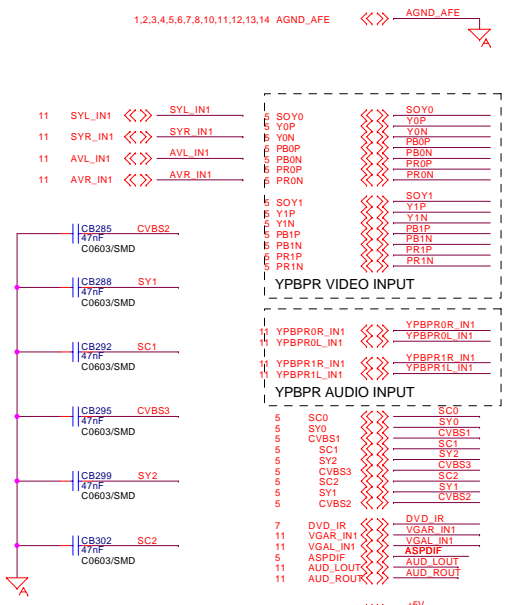 1,2,3,4,5,6,7,8,10,11,12,13,14 AGND_AFE AGND_AFE
A
11 SYL_IN1 SYL_IN1
11 SYR_IN1 SYR_IN1
11 AVL_IN1 AVL_IN1
11 AVR_IN1 AVR_IN1
5 SOY0 SOY0
5 Y0P Y0P
5 Y0N Y0N
5 PB0P PB0P
5 PB0N PB0N
5 PR0P PR0P
5 PR0N PR0N
5 SOY1 SOY1
5 Y1P Y1P
5 Y1N Y1N
5 PB1P PB1P
5 PB1N PB1N
5 PR1P PR1P
5 PR1N PR1N
YPBPR VIDEO INPUT
CB285 CVBS2
47nF
C0603/SMD
CB288 SY1
47nF
C0603/SMD
CB292 SC1
47nF
C0603/SMD
CB295 CVBS3
47nF
C0603/SMD
CB299 SY2
47nF
C0603/SMD
CB302 SC2
47nF
C0603/SMD
A
11 YPBPR0R_IN1 YPBPR0R_IN1
11 YPBPR0L_IN1 YPBPR0L_IN1
11 YPBPR1R_IN1 YPBPR1R_IN1
11 YPBPR1L_IN1 YPBPR1L_IN1
YPBPR AUDIO INPUT
5 SC0 SC0
5 SY0 SY0
5 CVBS1 CVBS1
5 SC1 SC1
5 SY2 SY2
5 CVBS3 CVBS3
5 SC2 SC2
5 SY1 SY1
5 CVBS2 CVBS2
7 DVD_IR DVD_IR
11 VGAR_IN1 VGAR_IN1
11 VGAL_IN1 VGAL_IN1
5 ASPDIF ASPDIF
11 AUD_LOUT AUD_LOUT
11 AUD_ROUT AUD_ROUT
+5V